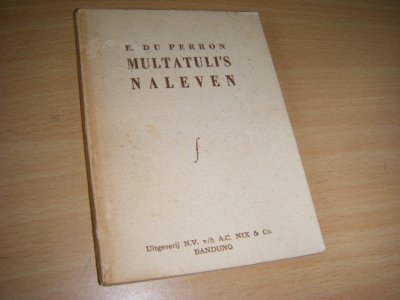 E. DU PERRON
MULTATULI'S
NALEVEN
ʃ
Uitgeverij N.V. v/h A.C. NIX & Co.
BANDUNG